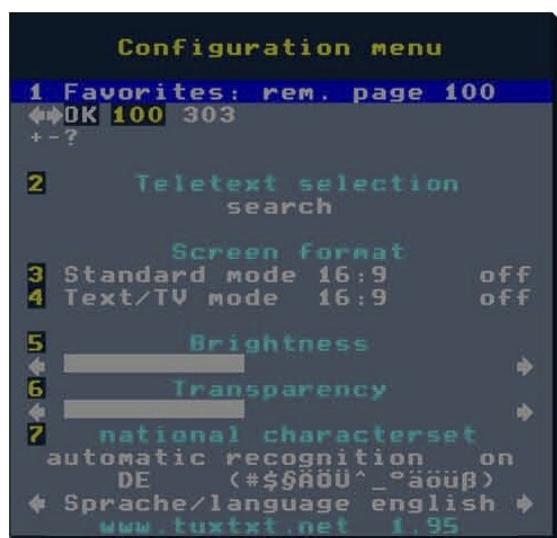 Configuration menu
1 Favorites: rem. page 100
OK 100 303
+-?
2 Teletext selection
search
Screen format
3 Standard mode 16:9 off
4 Text/TV mode 16:9 off
5 Brightness
6 Transparency
7 national characterset
automatic recognition on
DE (#$§ÄÖÜ^_°äöüß)
Sprache/language english
www.tuxtxt.net 1.95